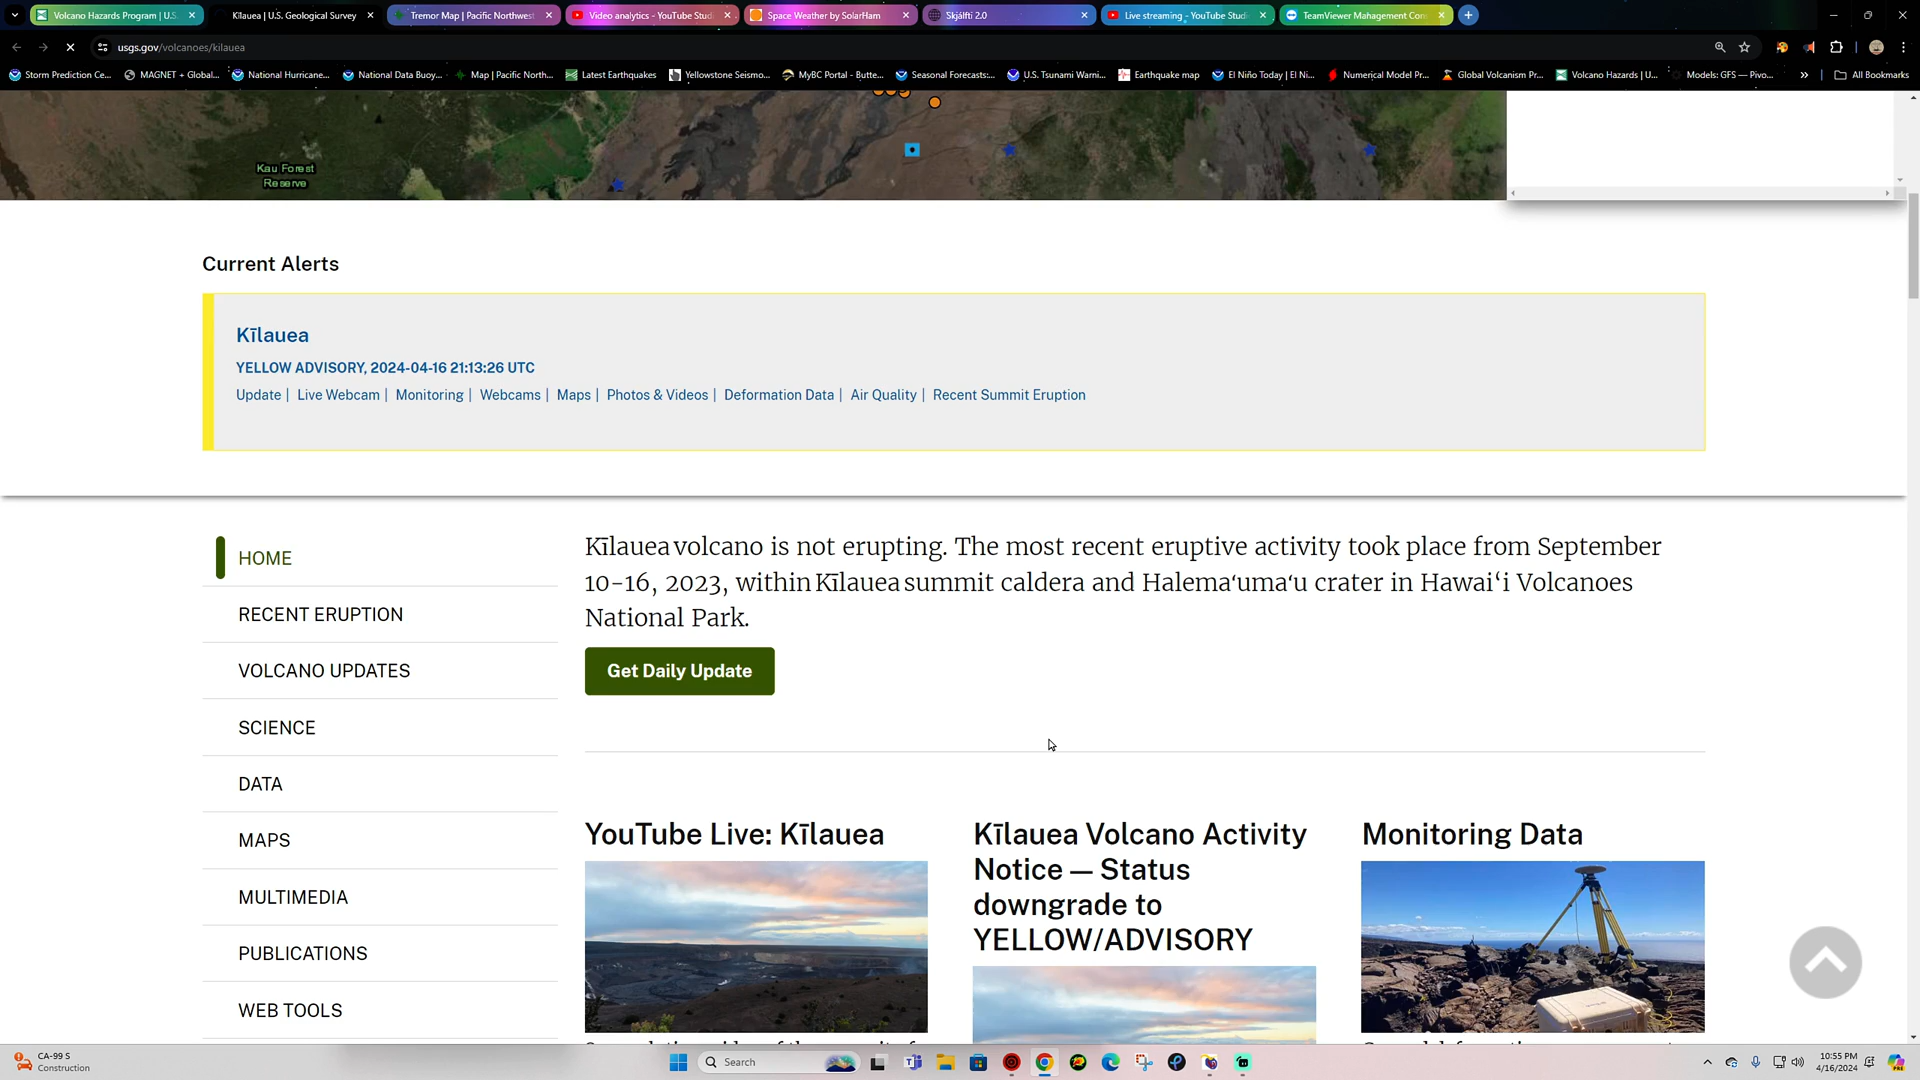 Volcano Hazards Program | U.S.
Kīlauea | U.S. Geological Survey
Tremor Map | Pacific Northwest
Video analytics - YouTube Stud
Space Weather by SolarHam
Skjálfti 2.0
Live streaming - YouTube Stud
TeamViewer Management Con
usgs.gov/volcanoes/kilauea
Storm Prediction Ce...
MAGNET + Global...
National Hurricane...
National Data Buoy...
Map | Pacific North...
Latest Earthquakes
Yellowstone Seismo...
MyBC Portal - Butte...
Seasonal Forecasts:...
U.S. Tsunami Warni...
Earthquake map
El Niño Today | El Ni...
Numerical Model Pr...
Global Volcanism Pr...
Volcano Hazards | U...
Models: GFS — Pivo...
All Bookmarks
Kau Forest
Reserve
Current Alerts
Kīlauea
YELLOW ADVISORY, 2024-04-16 21:13:26 UTC
Update | Live Webcam | Monitoring | Webcams | Maps | Photos & Videos | Deformation Data | Air Quality | Recent Summit Eruption
HOME
RECENT ERUPTION
VOLCANO UPDATES
SCIENCE
DATA
MAPS
MULTIMEDIA
PUBLICATIONS
WEB TOOLS
Kīlauea volcano is not erupting. The most recent eruptive activity took place from September
10-16, 2023, within Kīlauea summit caldera and Halemaʻumaʻu crater in Hawaiʻi Volcanoes
National Park.
Get Daily Update
YouTube Live: Kīlauea
Kīlauea Volcano Activity
Notice — Status
downgrade to
YELLOW/ADVISORY
Monitoring Data
CA-99 S
Construction
Search
10:55 PM
4/16/2024